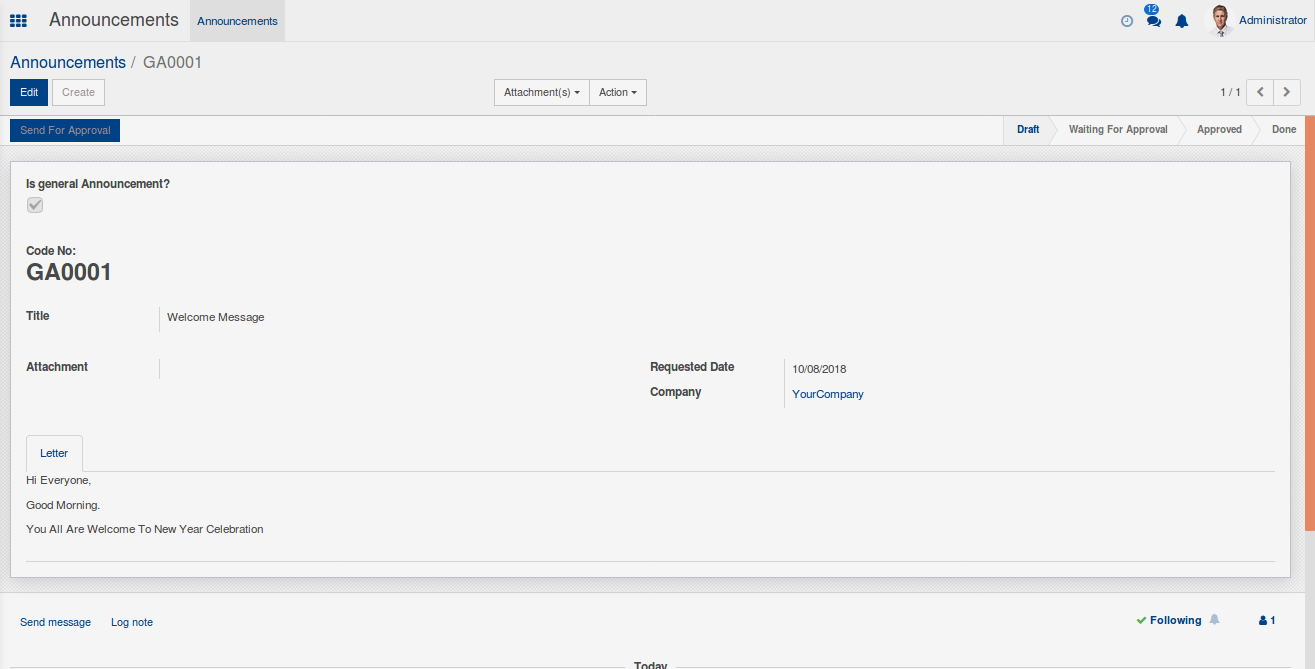 Announcements Announcements 12 Administrator
Announcements / GA0001
Edit Create Attachment(s) Action 1 / 1
Send For Approval Draft Waiting For Approval Approved Done
Is general Announcement?
Code No:
GA0001
Title Welcome Message
Attachment Requested Date 10/08/2018
Company YourCompany
Letter
Hi Everyone,
Good Morning.
You All Are Welcome To New Year Celebration
Send message Log note Following 1
Today